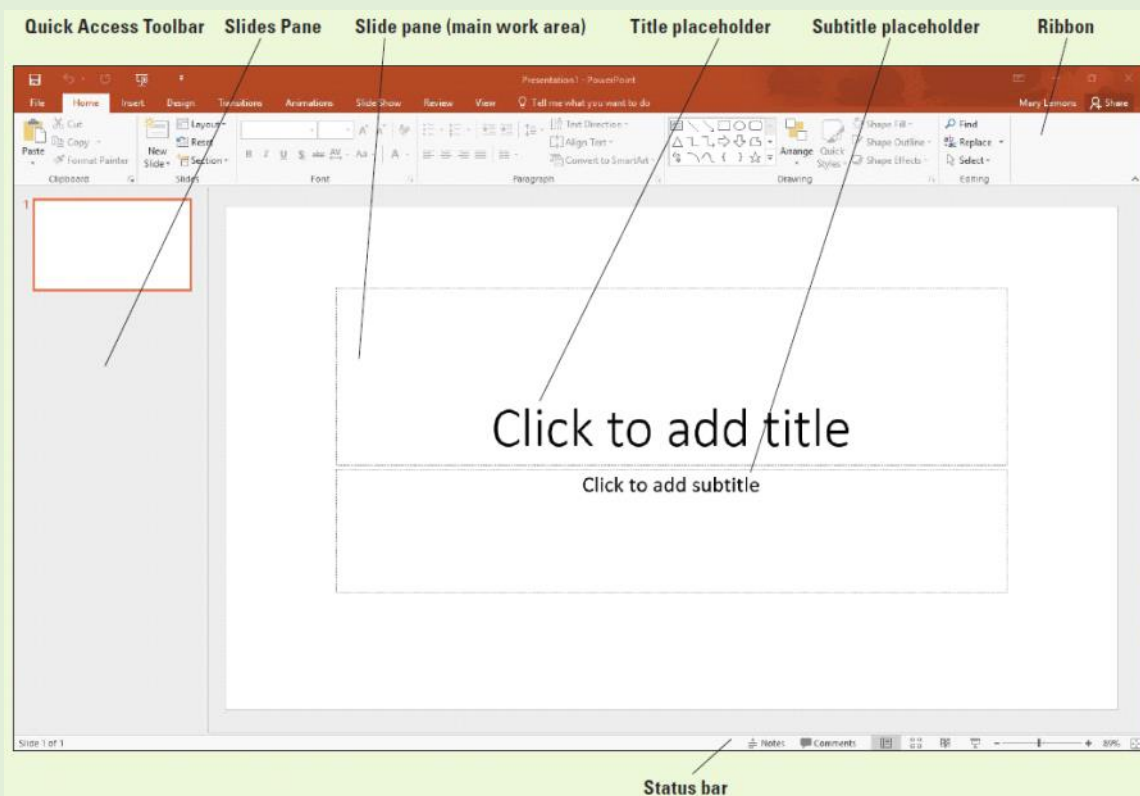 Quick Access Toolbar Slides Pane Slide pane (main work area) Title placeholder Subtitle placeholder Ribbon
Presentation1 - PowerPoint
File Home Insert Design Transitions Animations Slide Show Review View Tell me what you want to do Mary Lemons Share
Cut Layout Text Direction Shape Fill Find
Copy Reset Align Text Shape Outline Replace
Paste Format Painter New Slide Section B I U S abc AV Aa A Convert to SmartArt Arrange Quick Styles Shape Effects Select
Clipboard Slides Font Paragraph Drawing Editing
1
Click to add title
Click to add subtitle
Slide 1 of 1 Notes Comments 89%
Status bar